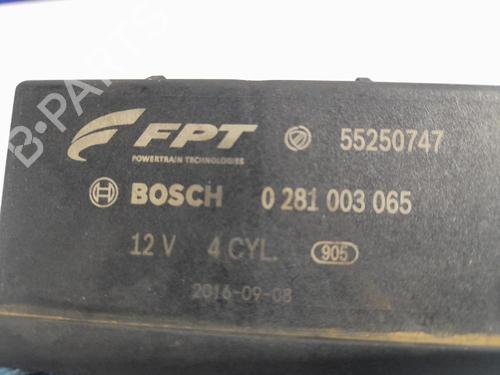 FPT 55250747
POWERTRAIN TECHNOLOGIES
BOSCH 0 281 003 065
12 V 4 CYL. 905
2016-09-08
B-PARTS